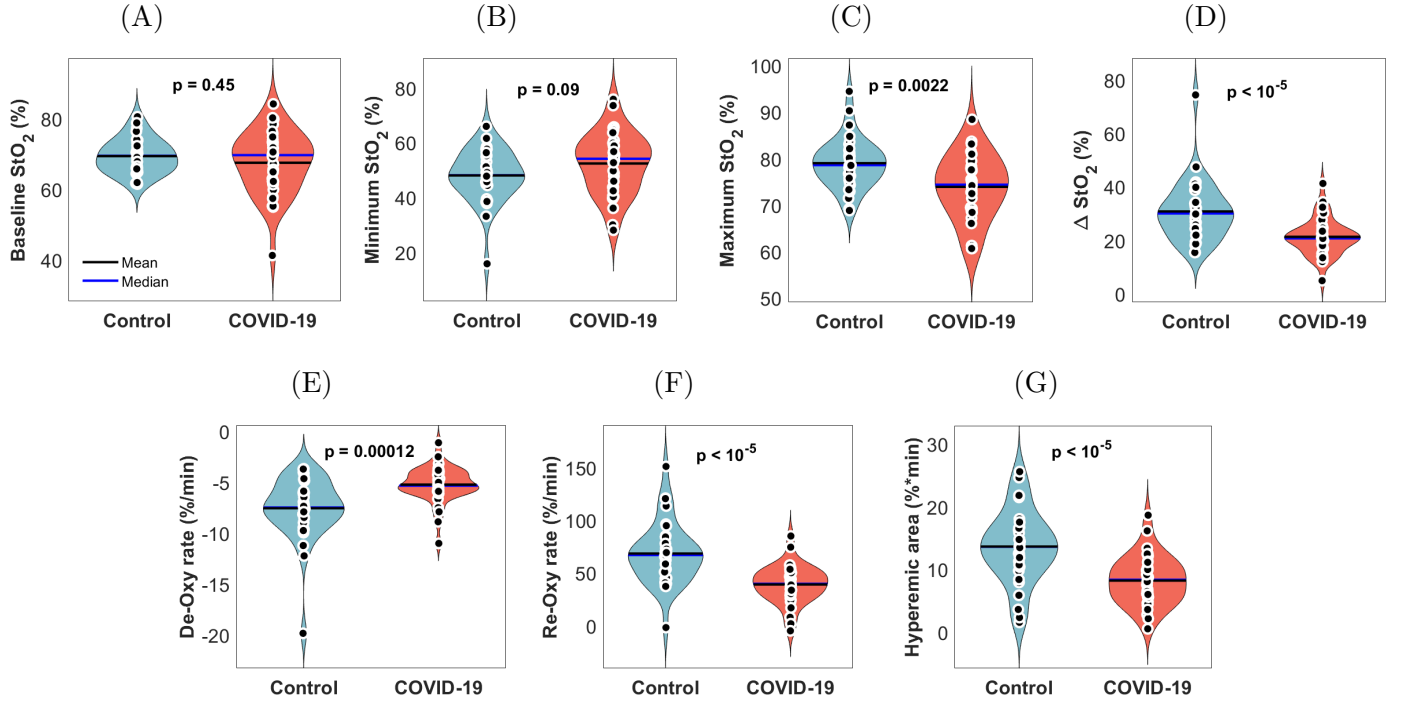 (A)
Baseline StO2 (%)
80
60
40
p = 0.45
Mean
Median
Control COVID-19
(B)
Minimum StO2 (%)
80
60
40
20
p = 0.09
Control COVID-19
(C)
Maximum StO2 (%)
100
90
80
70
60
50
p = 0.0022
Control COVID-19
(D)
△ StO2 (%)
80
60
40
20
0
p < 10-5
Control COVID-19
(E)
De-Oxy rate (%/min)
0
-5
-10
-15
-20
p = 0.00012
Control COVID-19
(F)
Re-Oxy rate (%/min)
150
100
50
0
p < 10-5
Control COVID-19
(G)
Hyperemic area (%*min)
30
20
10
0
p < 10-5
Control COVID-19